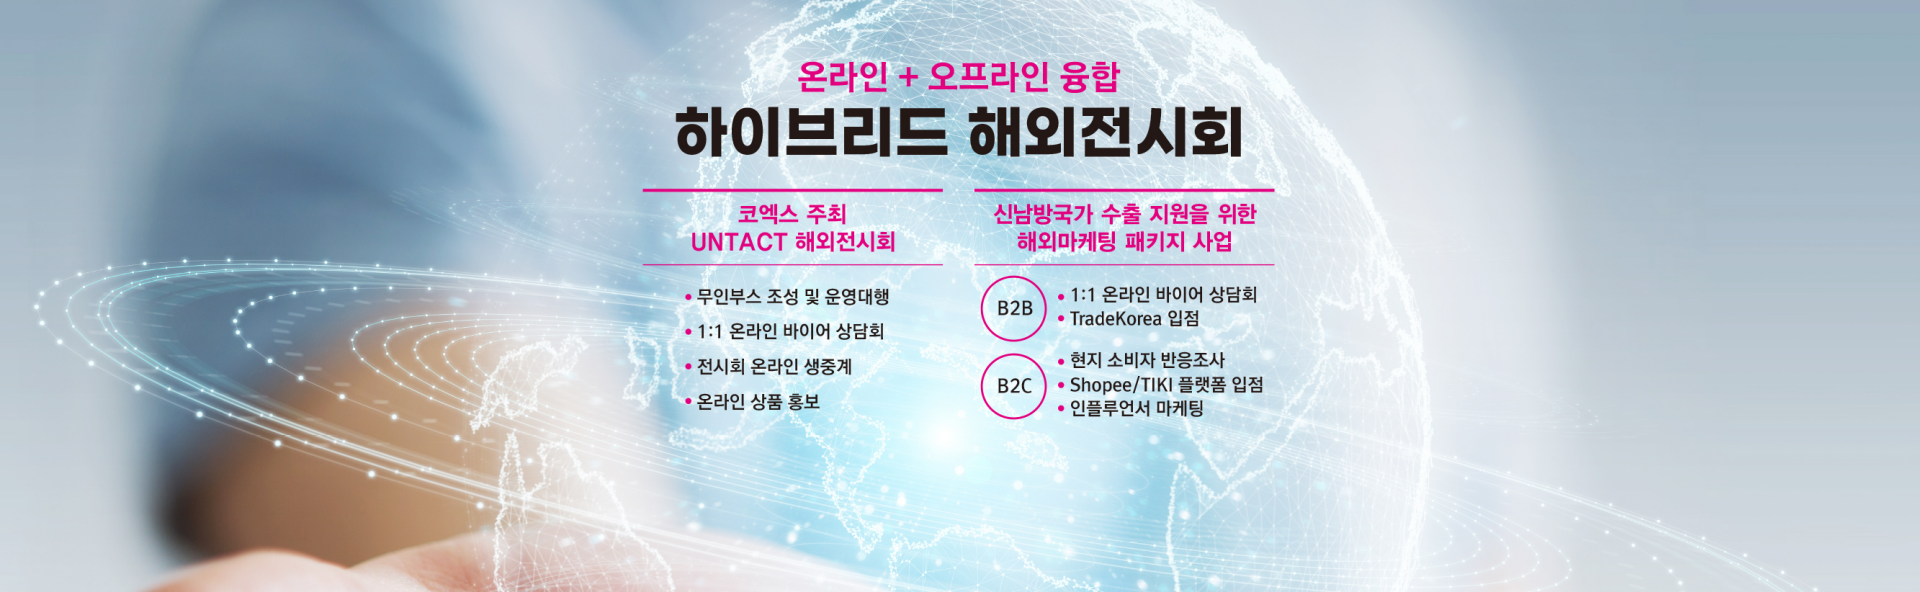 온라인 + 오프라인 융합
하이브리드 해외전시회
코엑스 주최
UNTACT 해외전시회
• 무인부스 조성 및 운영대행
• 1:1 온라인 바이어 상담회
• 전시회 온라인 생중계
• 온라인 상품 홍보
신남방국가 수출 지원을 위한
해외마케팅 패키지 사업
B2B
• 1:1 온라인 바이어 상담회
• TradeKorea 입점
B2C
• 현지 소비자 반응조사
• Shopee/TIKI 플랫폼 입점
• 인플루언서 마케팅